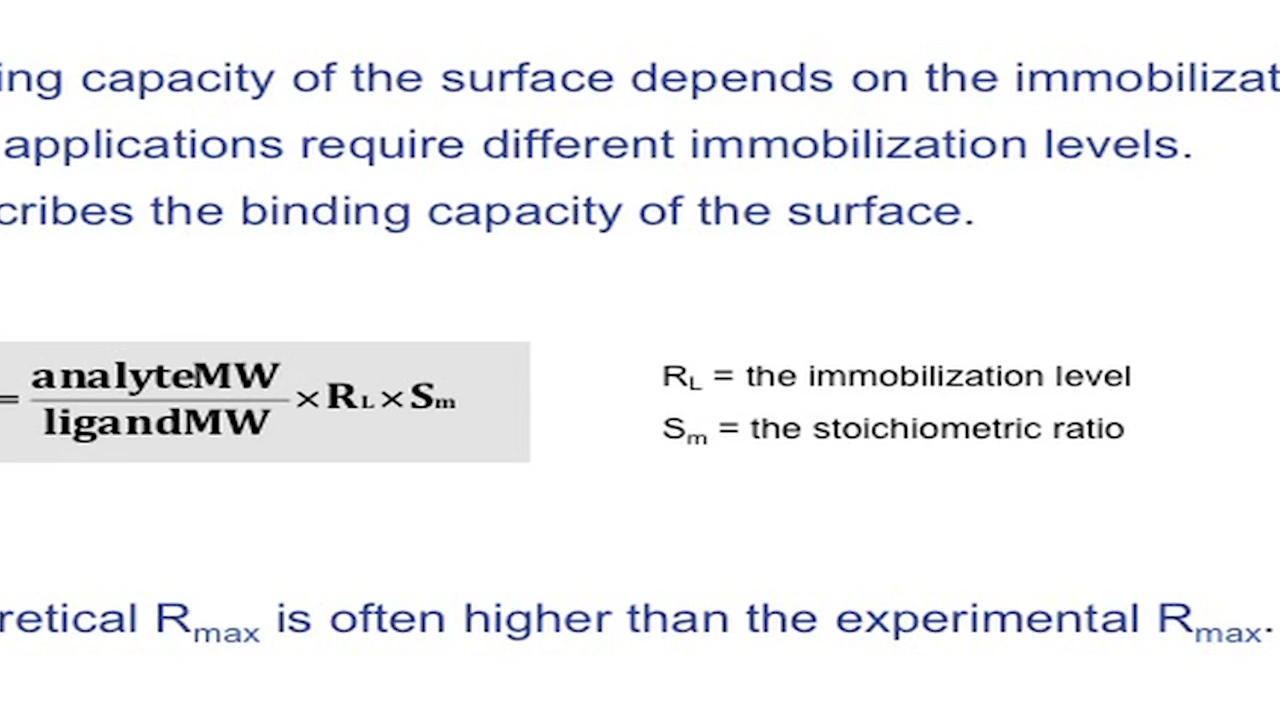 ing capacity of the surface depends on the immobilizat
applications require different immobilization levels.
cribes the binding capacity of the surface.
= analyteMW / ligandMW × RL × Sm
RL = the immobilization level
Sm = the stoichiometric ratio
retical Rmax is often higher than the experimental Rmax.